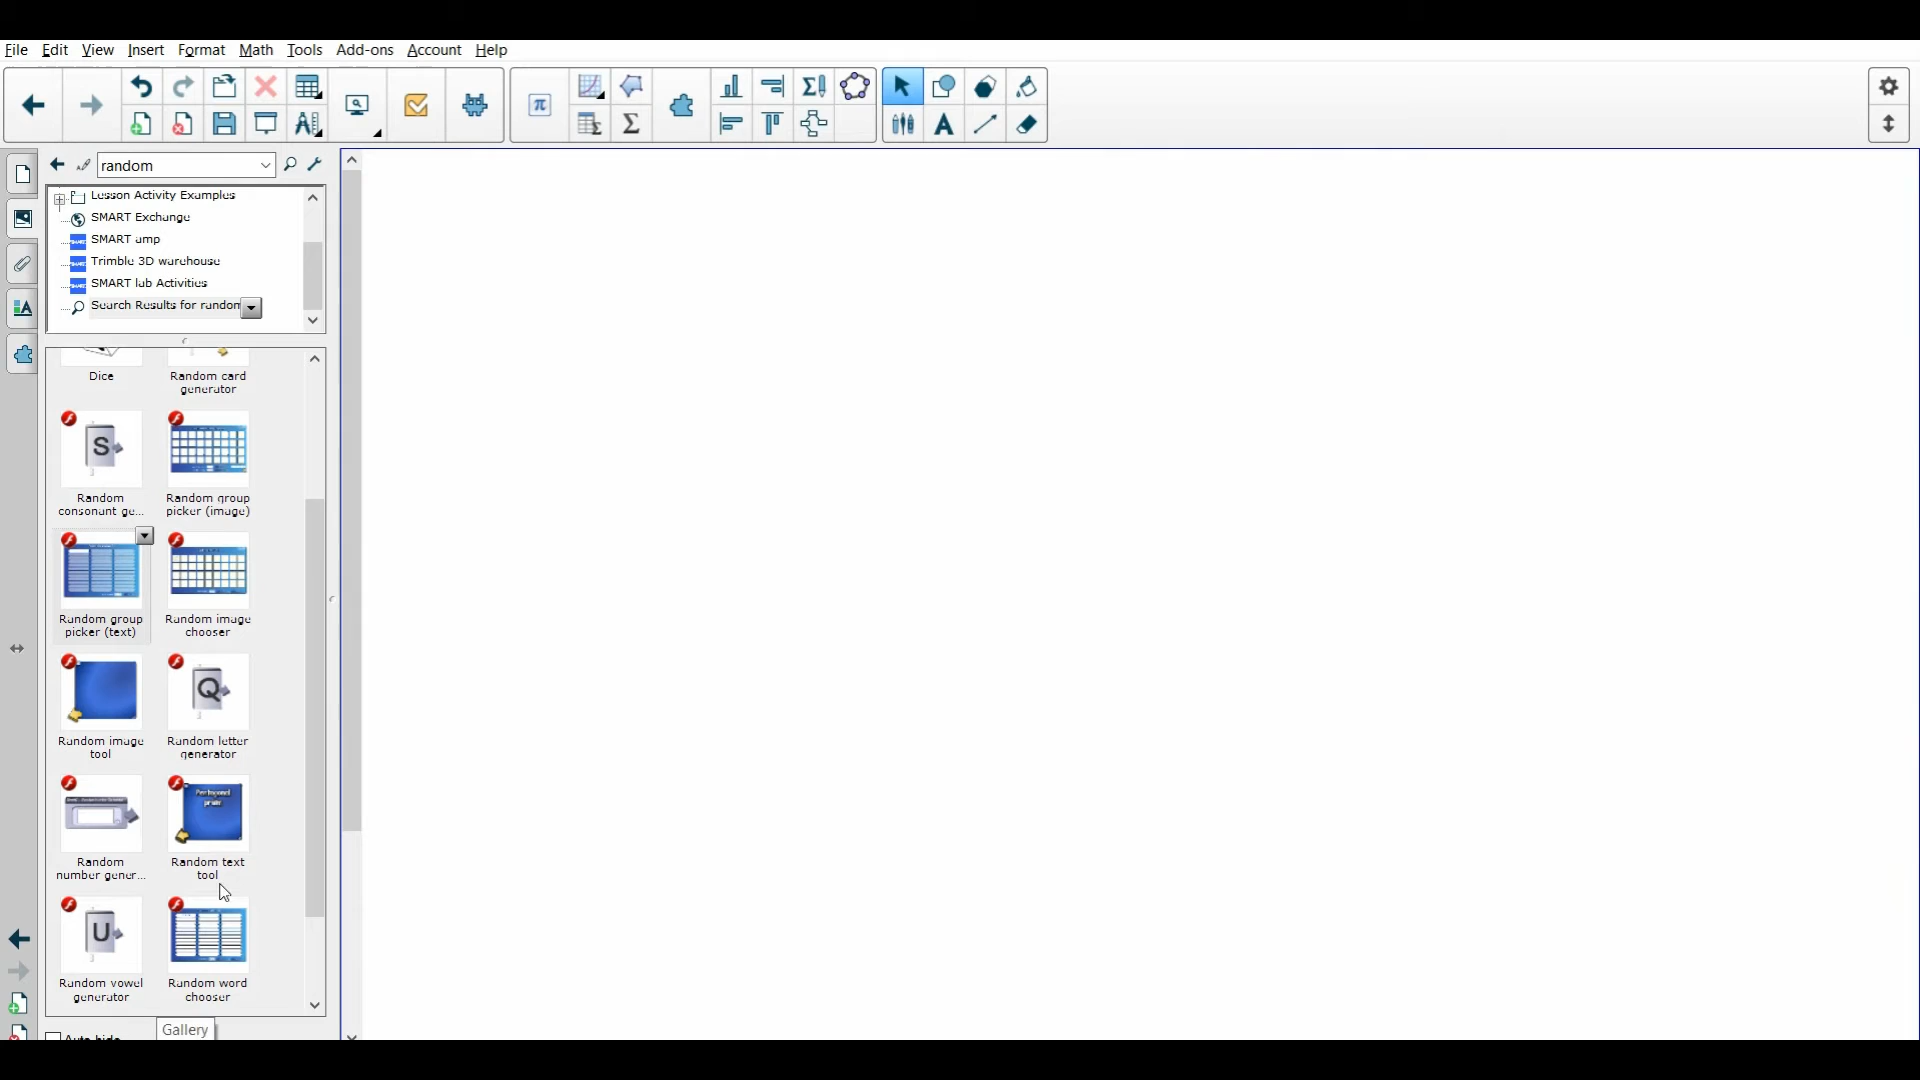 File Edit View Insert Format Math Tools Add-ons Account Help
random
Lesson Activity Examples
SMART Exchange
SMART amp
Trimble 3D warehouse
SMART lab Activities
Search Results for random
Dice
Random card
generator
S
Random
consonant ge...
Random group
picker (image)
Random group
picker (text)
Random image
chooser
Random image
tool
Q
Random letter
generator
Random
number gener...
Pentagonal
prism
Random text
tool
U
Random vowel
generator
Random word
chooser
Gallery
Auto-hide